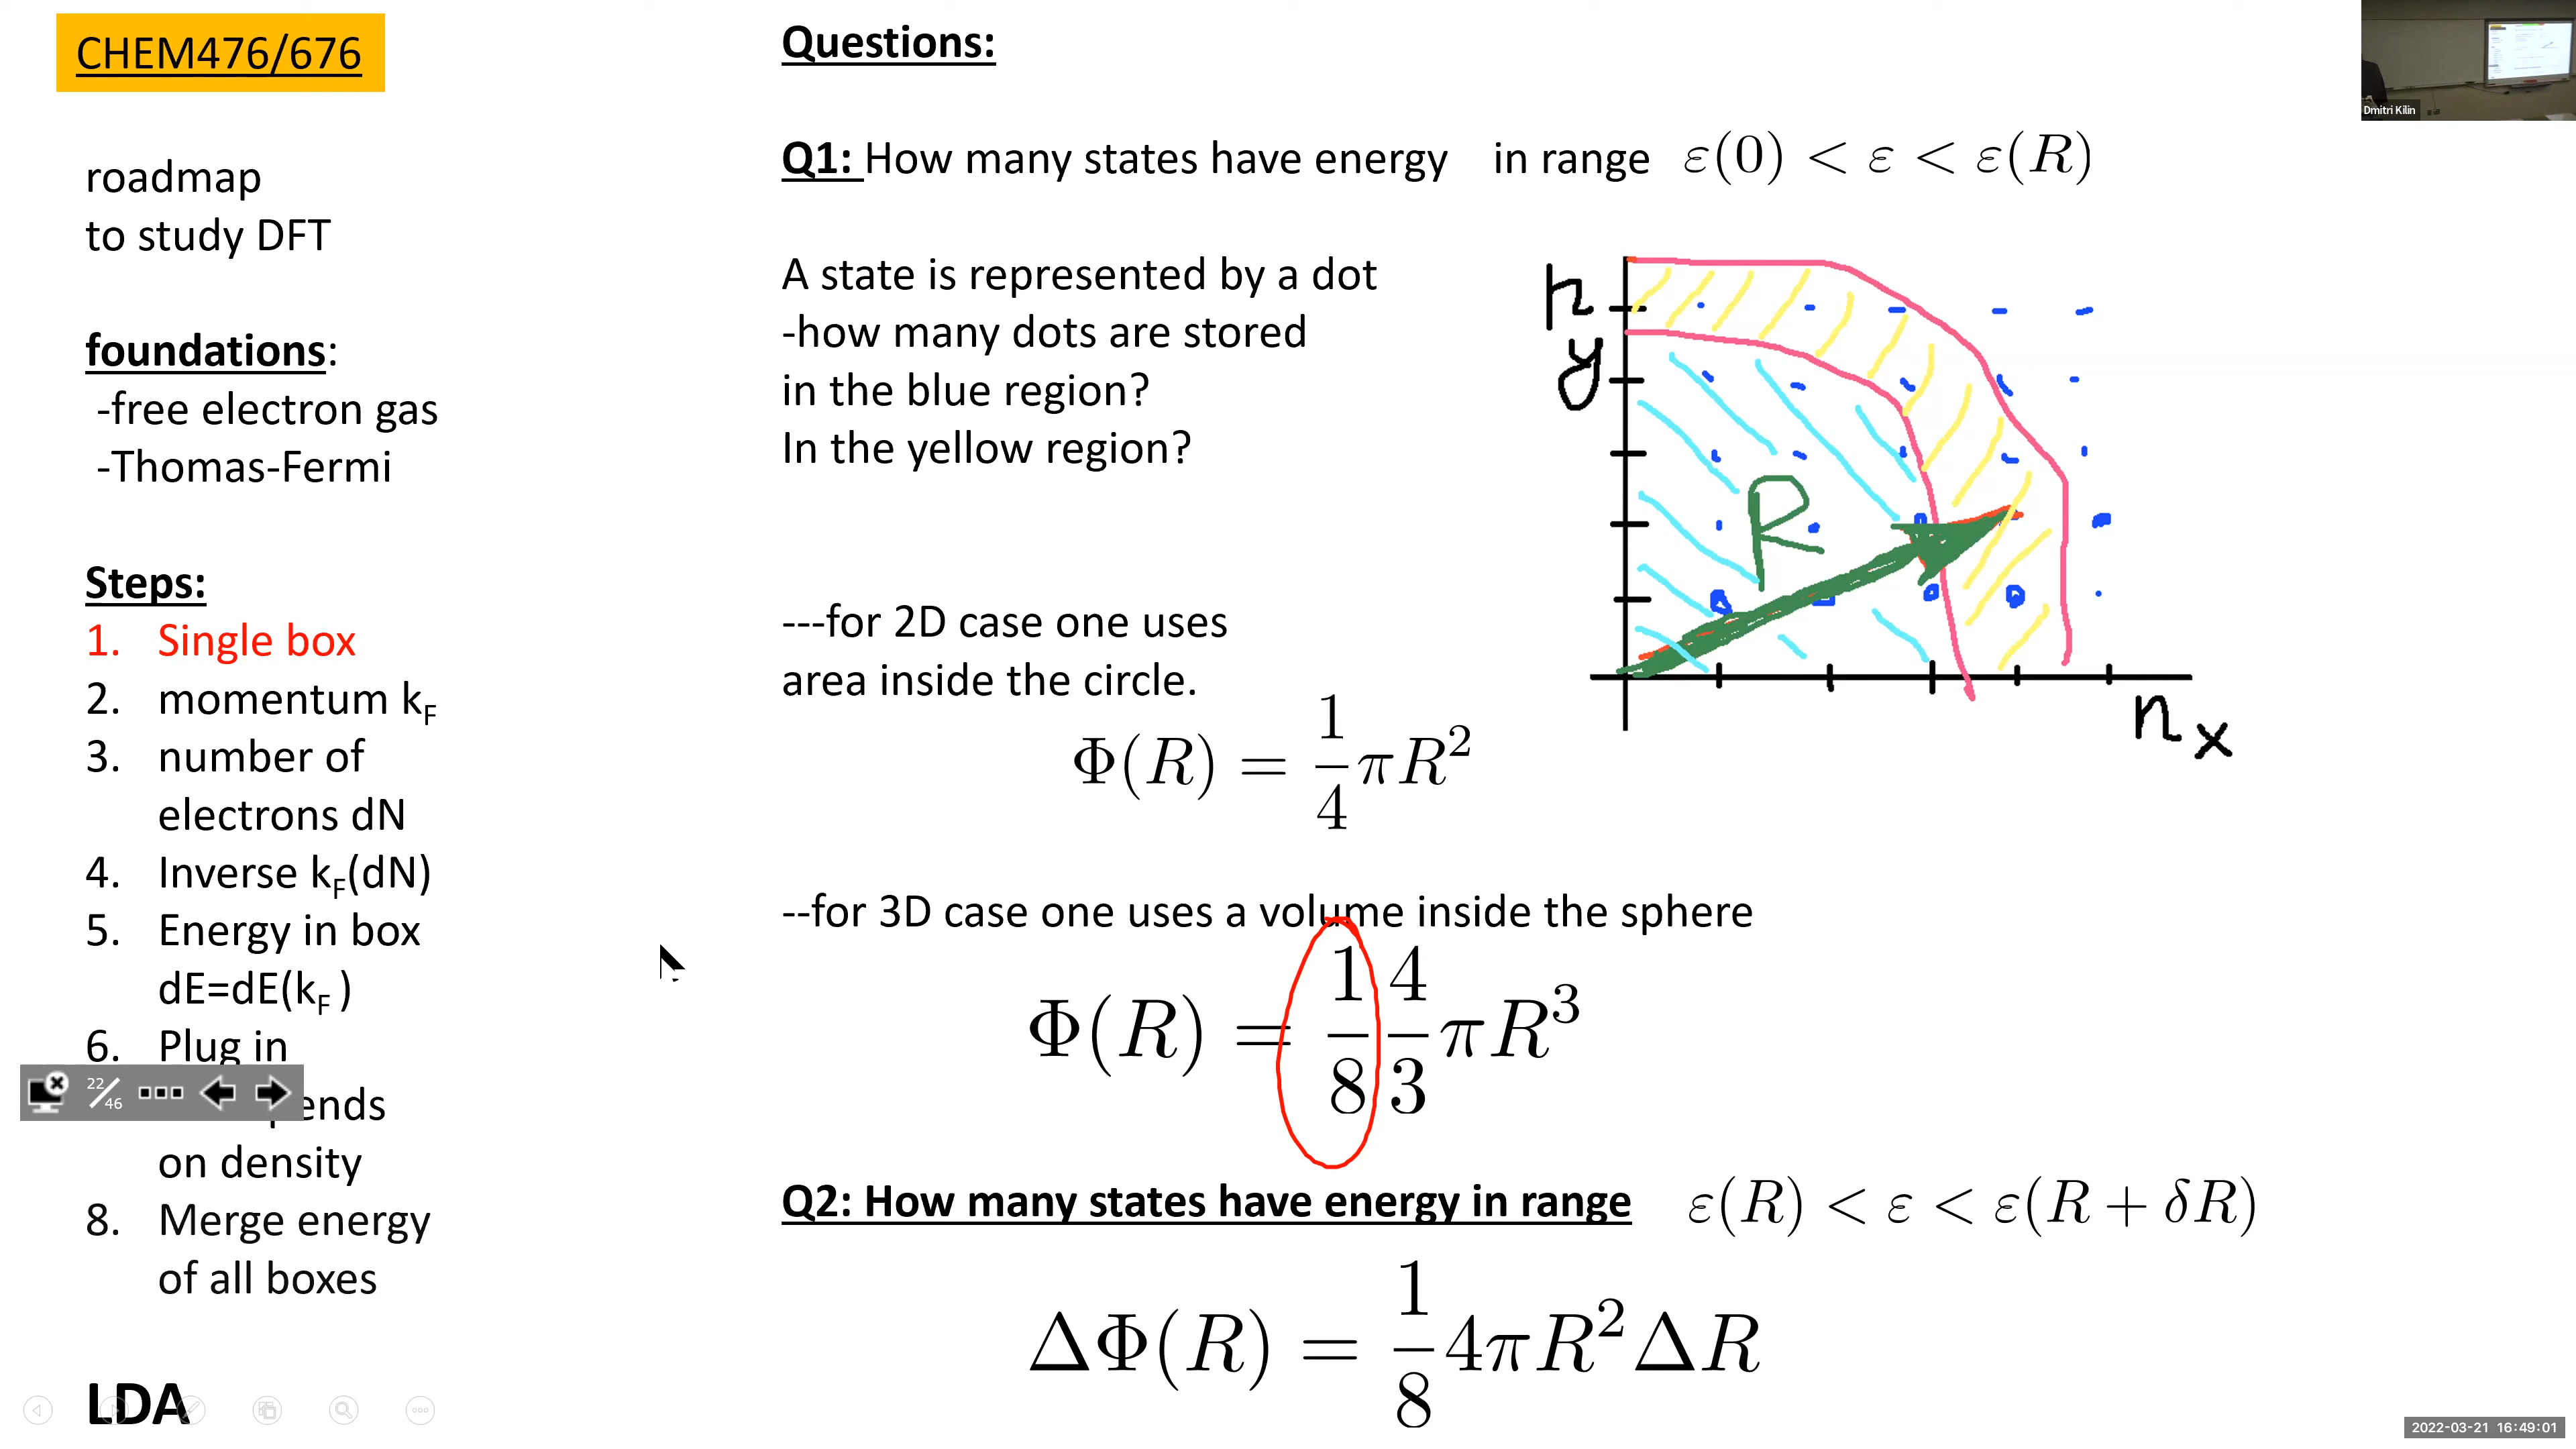 CHEM476/676
roadmap
to study DFT
foundations:
-free electron gas
-Thomas-Fermi
Steps:
1. Single box
2. momentum k_F
3. number of
electrons dN
4. Inverse k_F(dN)
5. Energy in box
dE=dE(k_F )
6. Plug in
ends
on density
8. Merge energy
of all boxes
LDA
22/46
Questions:
Q1: How many states have energy in range ε(0) < ε < ε(R)
A state is represented by a dot
-how many dots are stored
in the blue region?
In the yellow region?
n
y
R
n x
---for 2D case one uses
area inside the circle.
Φ(R) = 1/4 πR²
--for 3D case one uses a volume inside the sphere
Φ(R) = 1/8 4/3 πR³
Q2: How many states have energy in range ε(R) < ε < ε(R + δR)
ΔΦ(R) = 1/8 4πR²ΔR
Dmitri Kilin
2022-03-21 16:49:01